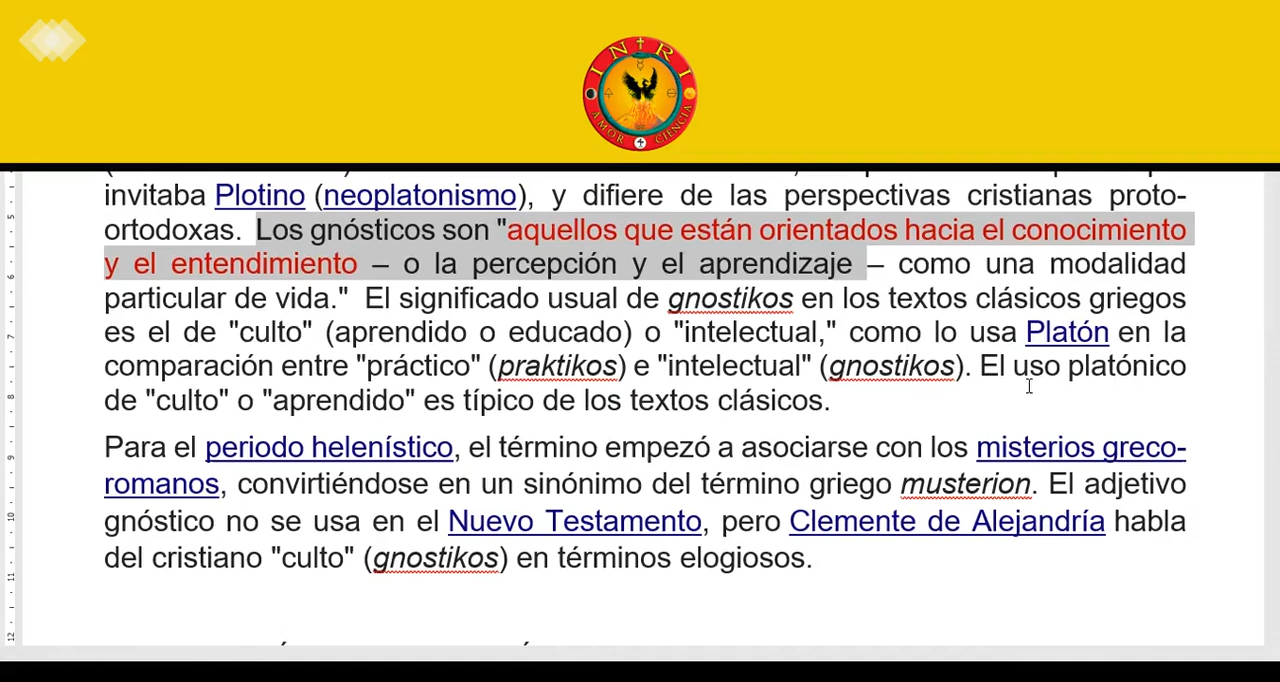 INRI
AMOR CIENCIA
invitaba Plotino (neoplatonismo), y difiere de las perspectivas cristianas proto-
ortodoxas. Los gnósticos son "aquellos que están orientados hacia el conocimiento
y el entendimiento – o la percepción y el aprendizaje – como una modalidad
particular de vida." El significado usual de gnostikos en los textos clásicos griegos
es el de "culto" (aprendido o educado) o "intelectual," como lo usa Platón en la
comparación entre "práctico" (praktikos) e "intelectual" (gnostikos). El uso platónico
de "culto" o "aprendido" es típico de los textos clásicos.
Para el periodo helenístico, el término empezó a asociarse con los misterios greco-
romanos, convirtiéndose en un sinónimo del término griego musterion. El adjetivo
gnóstico no se usa en el Nuevo Testamento, pero Clemente de Alejandría habla
del cristiano "culto" (gnostikos) en términos elogiosos.